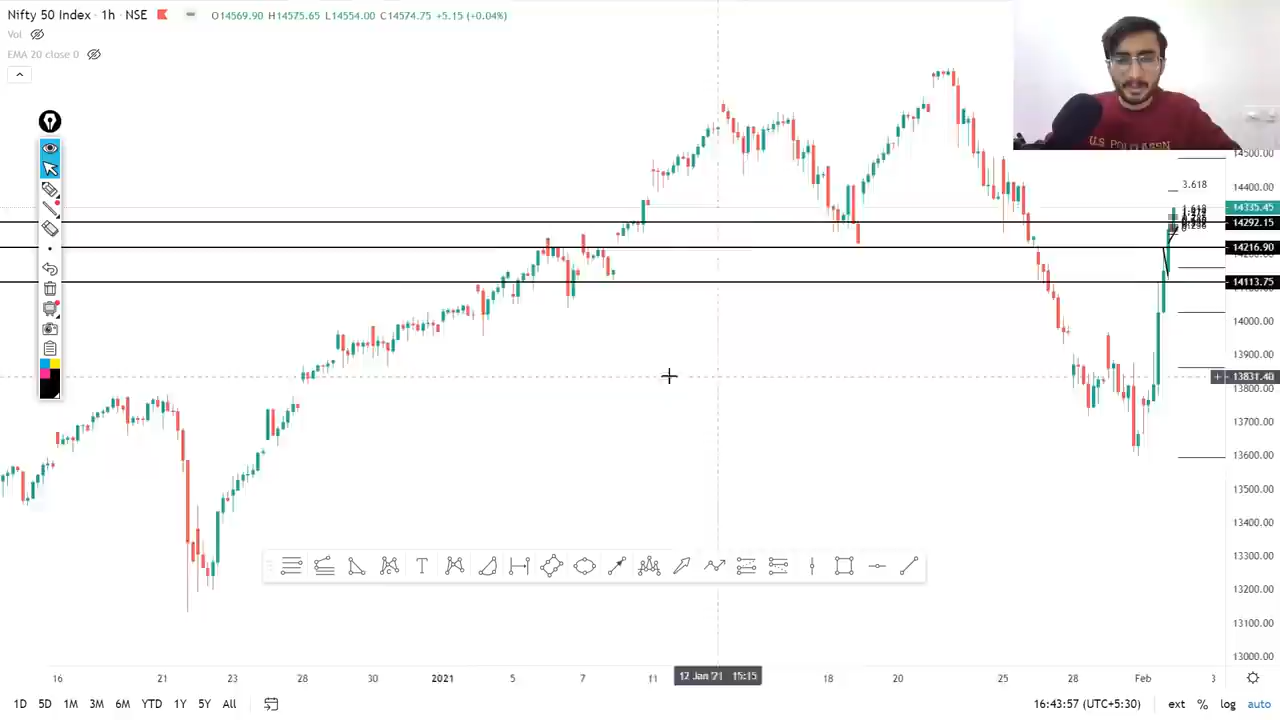 Nifty 50 Index • 1h • NSE O14569.90 H14575.65 L14554.00 C14574.75 +5.15 (+0.04%)
Vol
EMA 20 close 0
U.S. POLO ASSN
14500.00
3.618
14400.00
14335.45
14292.15
14216.90
14113.75
14000.00
13900.00
13831.40
13800.00
13700.00
13600.00
13500.00
13400.00
13300.00
13200.00
13100.00
13000.00
T
16 21 23 28 30 2021 5 7 11 12 Jan '21 15:15 18 20 25 28 Feb 3
1D 5D 1M 3M 6M YTD 1Y 5Y All 16:43:57 (UTC+5:30) ext % log auto